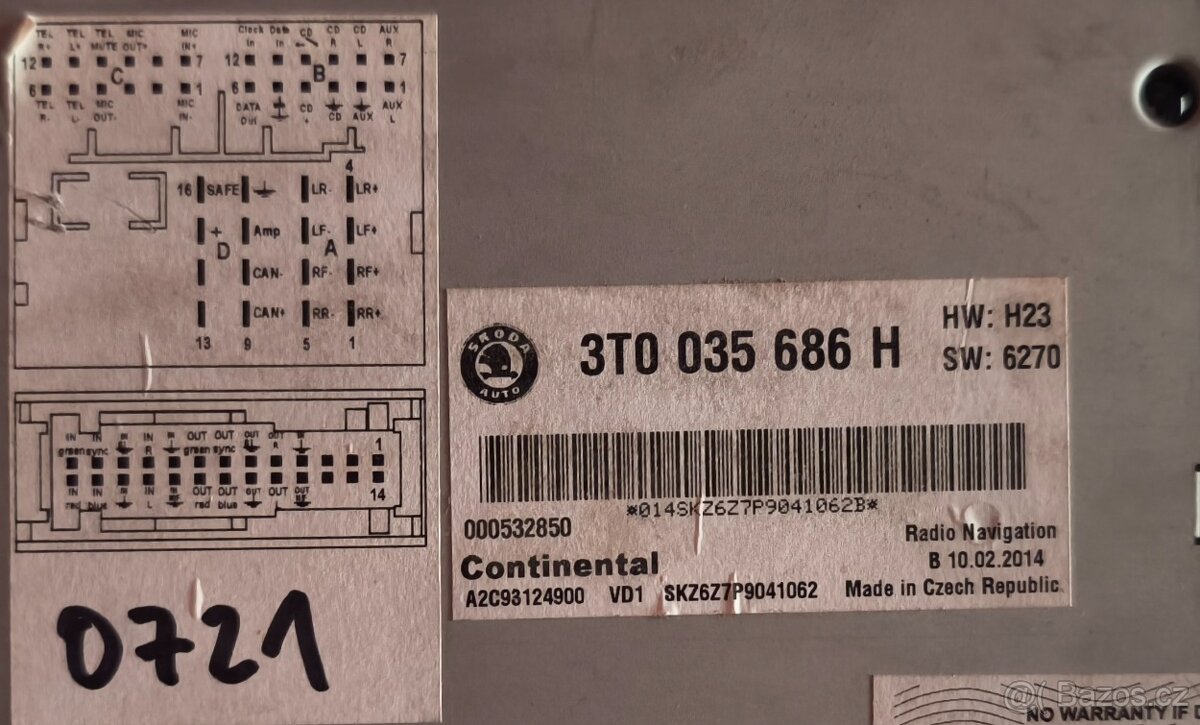 TEL TEL TEL MIC MIC Clock Data CD CD CD AUX
R+ L+ MUTE OUT+ IN+ In In R L R
12 7 12 7
C B
6 1 6 1
TEL TEL MIC MIC DATA CD CD AUX AUX
R- L- OUT- IN- Out + L
4
16 SAFE LR- LR+
+ Amp LF- LF+
D A
CAN- RF- RF+
CAN+ RR- RR+
13 9 5 1
IN IN IN OUT OUT OUT OUT 1
green sync R green sync R
14
IN IN L OUT OUT OUT OUT
red blue red blue
0721
ŠKODA
AUTO
3T0 035 686 H
HW: H23
SW: 6270
*014SKZ6Z7P9041062B*
000532850
Radio Navigation
Continental
B 10.02.2014
A2C93124900 VD1 SKZ6Z7P9041062 Made in Czech Republic
Bazos.cz
NO WARRANTY IF